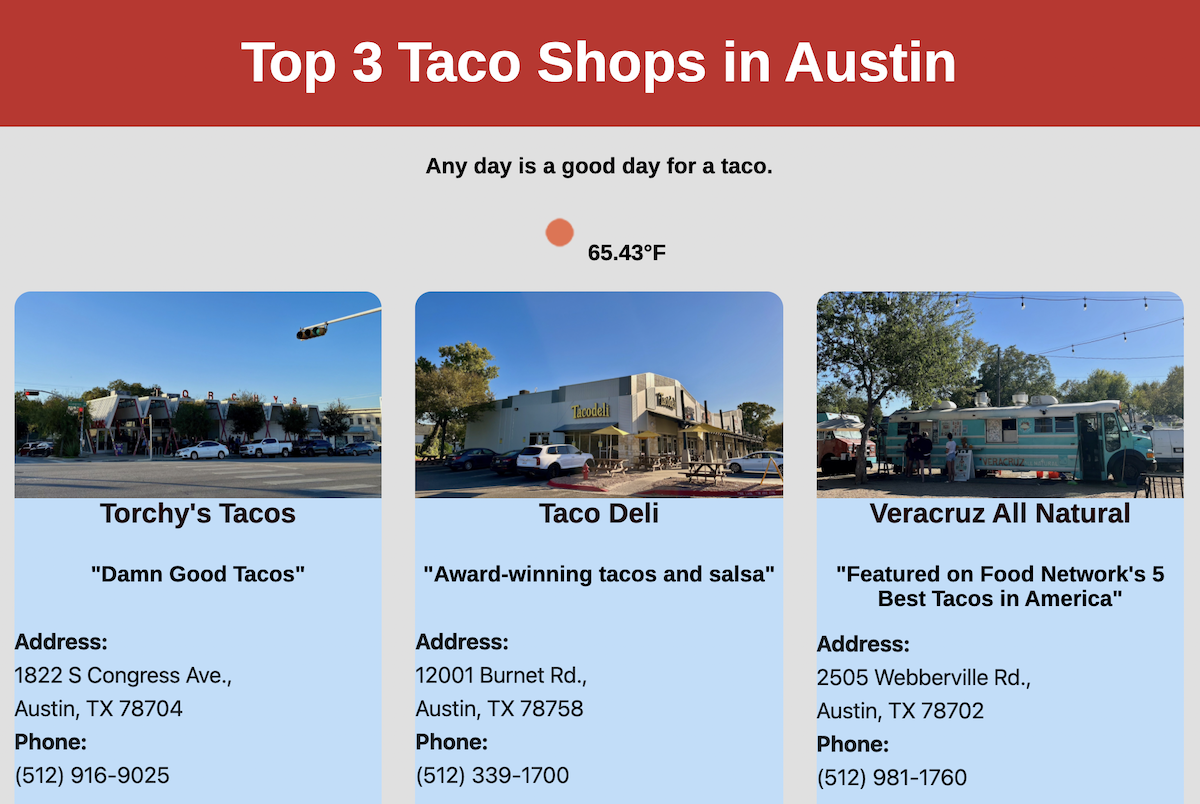 Top 3 Taco Shops in Austin
Any day is a good day for a taco.
65.43°F
TORCHYS
Tacodeli
VERACRUZ
Torchy's Tacos
Taco Deli
Veracruz All Natural
"Damn Good Tacos"
"Award-winning tacos and salsa"
"Featured on Food Network's 5
Best Tacos in America"
Address:
1822 S Congress Ave.,
Austin, TX 78704
Phone:
(512) 916-9025
Address:
12001 Burnet Rd.,
Austin, TX 78758
Phone:
(512) 339-1700
Address:
2505 Webberville Rd.,
Austin, TX 78702
Phone:
(512) 981-1760